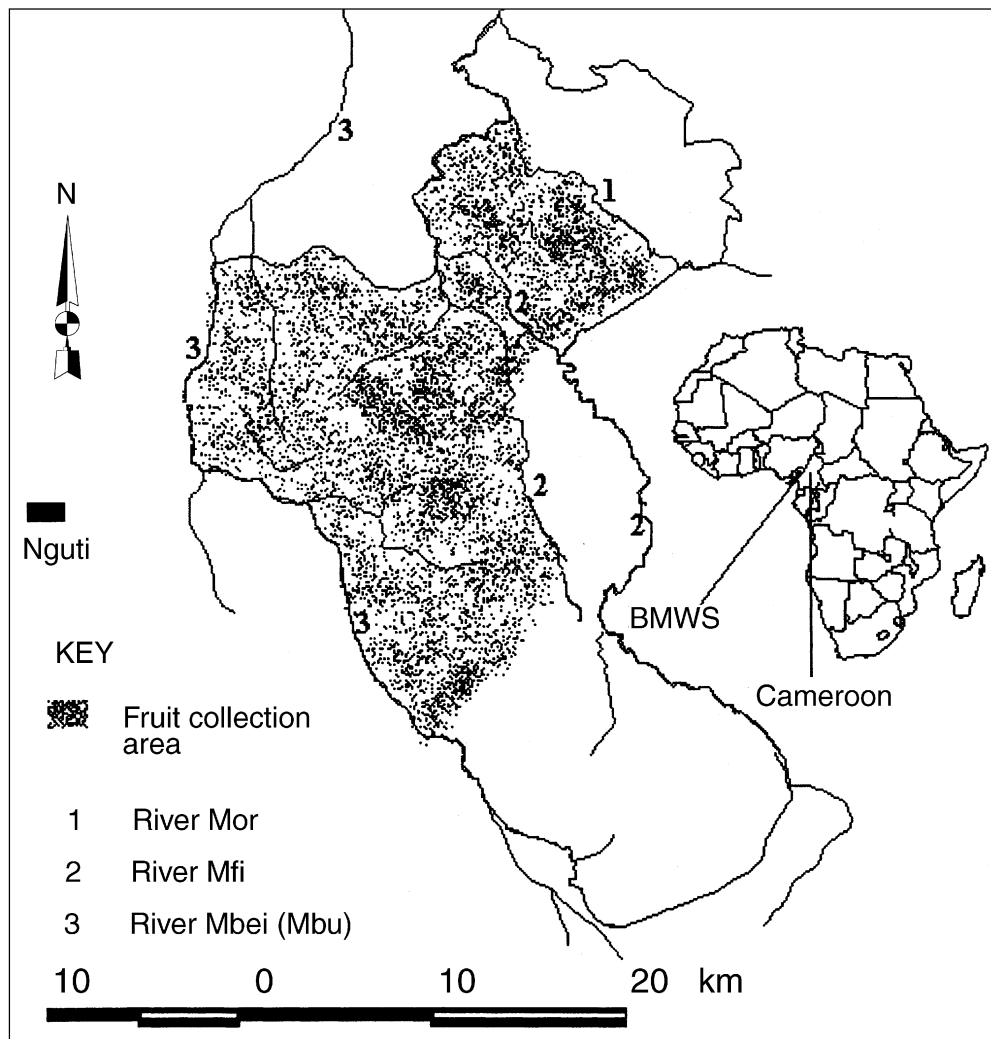 3
N
1
2
3
2
Nguti
2
BMWS
3
KEY
Cameroon
Fruit collection
area
1 River Mor
2 River Mfi
3 River Mbei (Mbu)
10 0 10 20 km